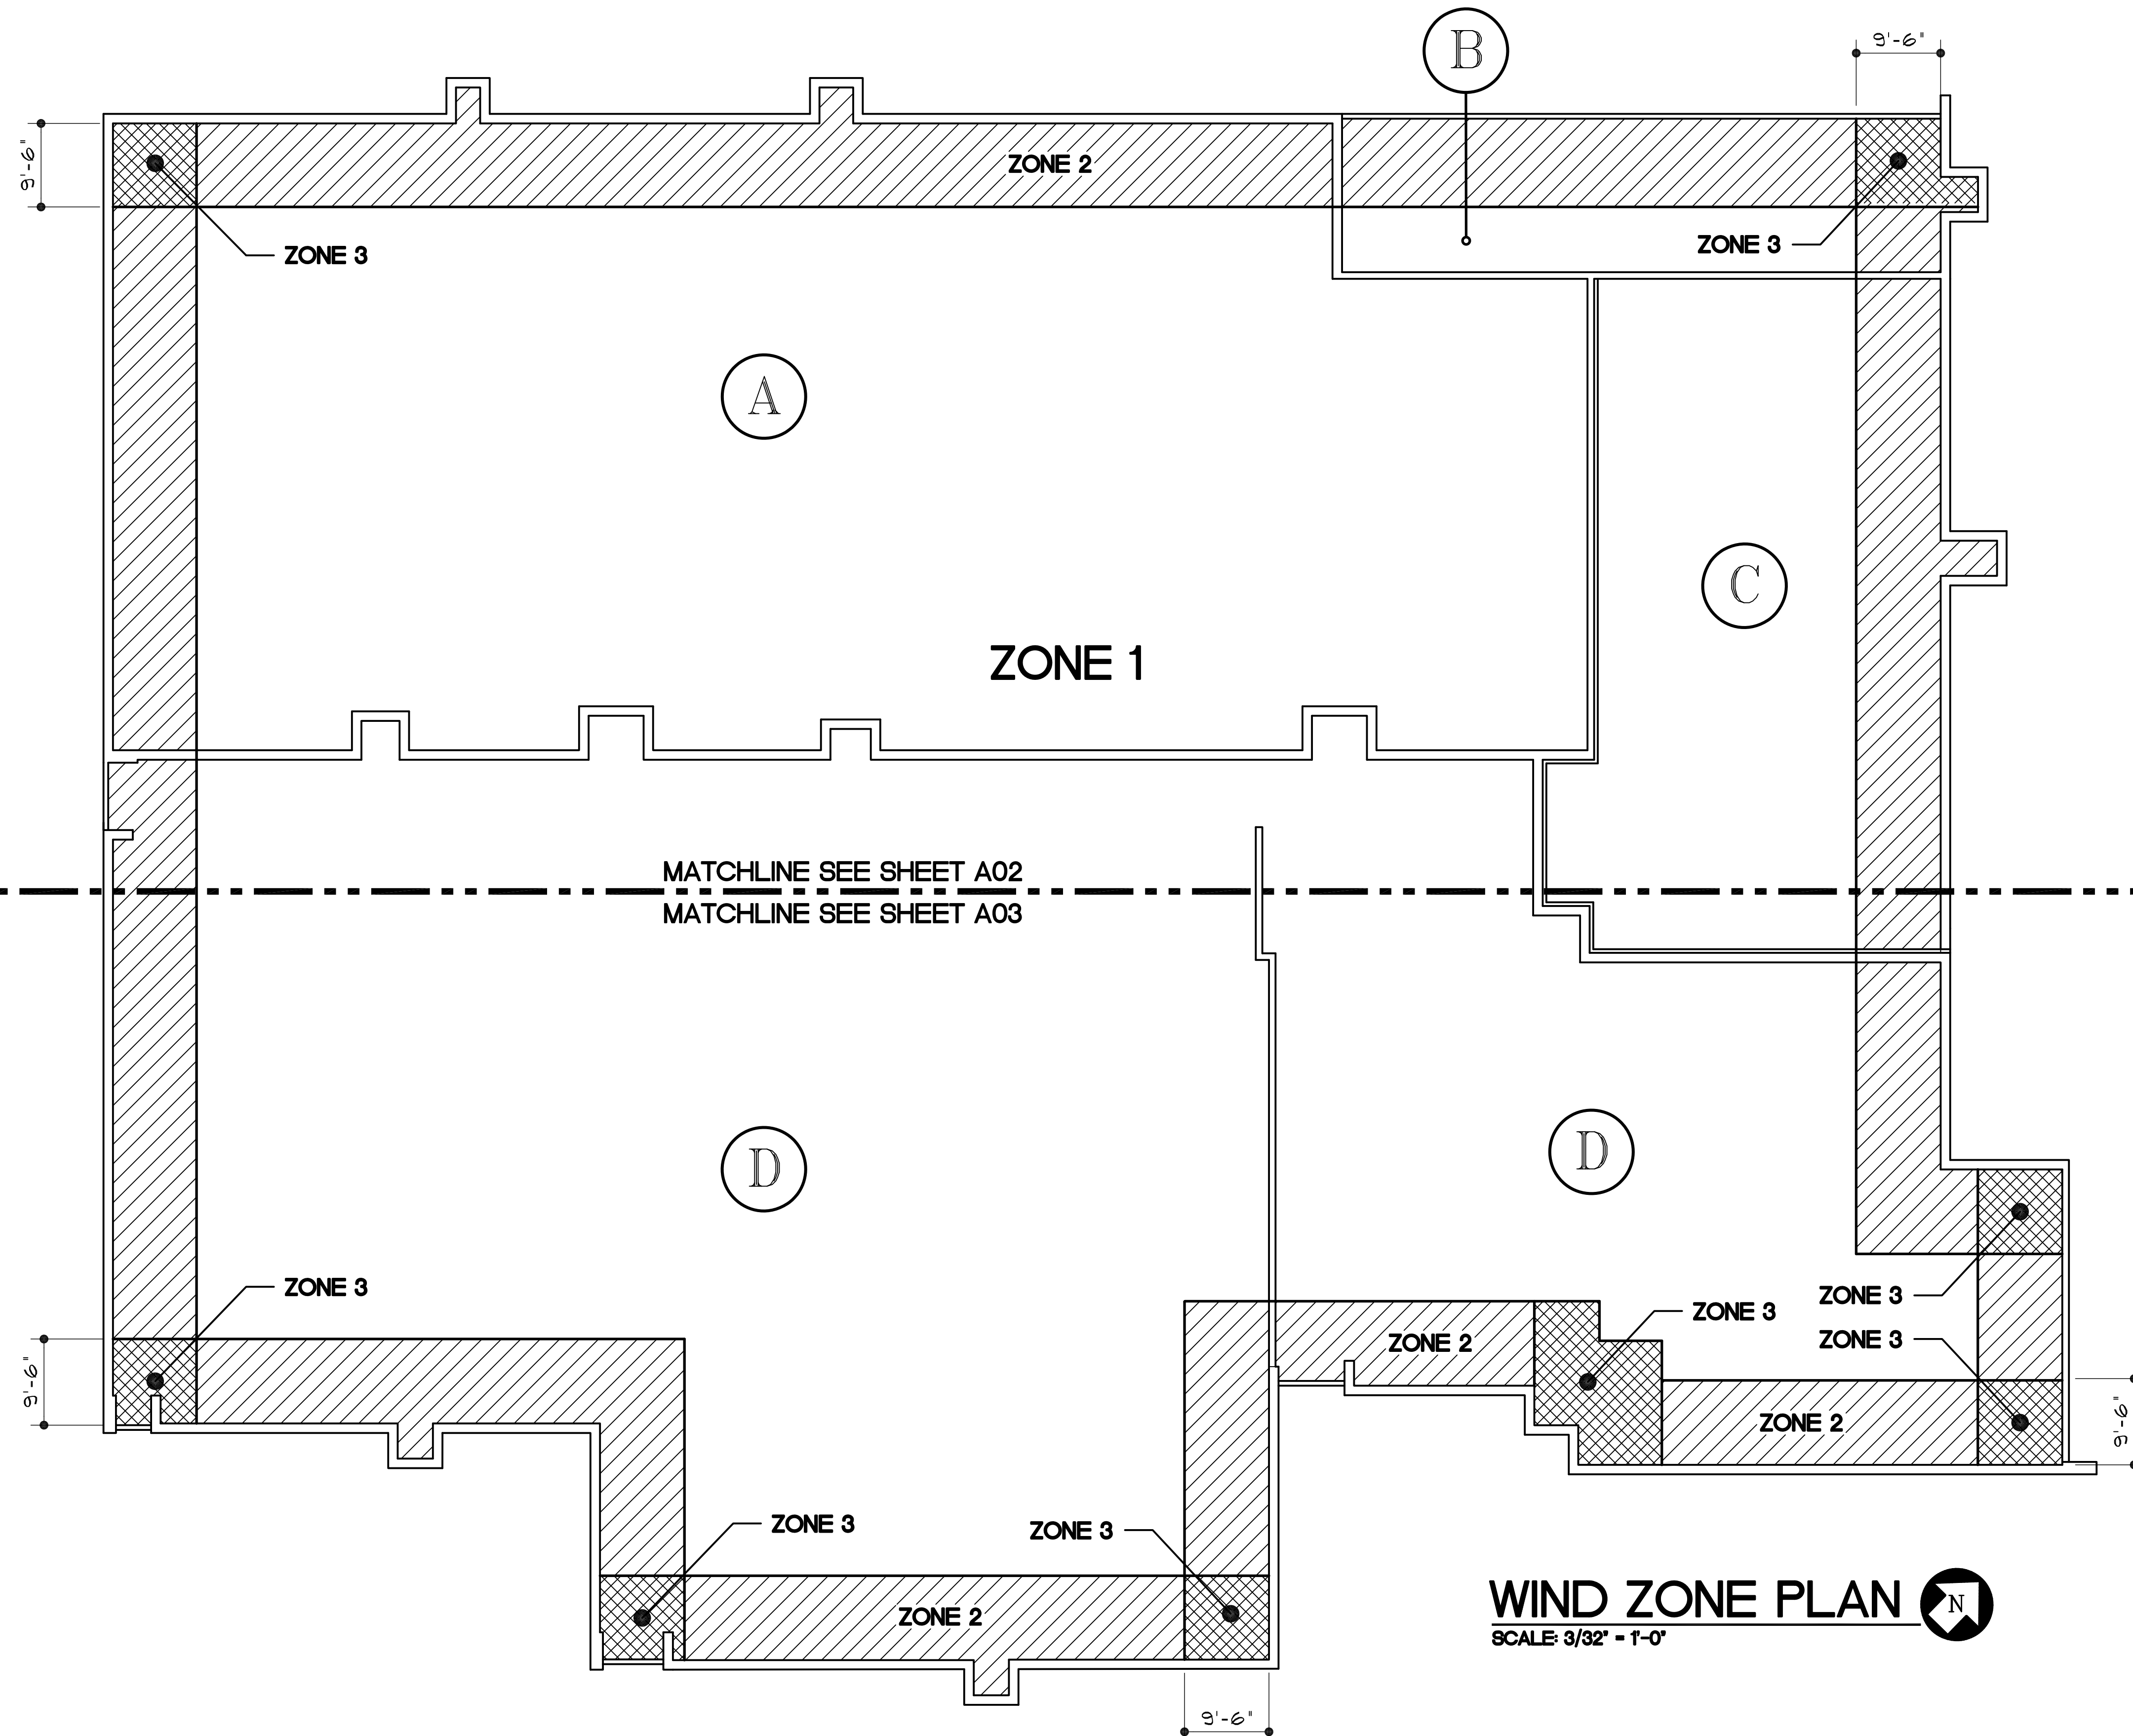 B
9'-6"
9'-6"
ZONE 2
ZONE 3
ZONE 3
A
C
ZONE 1
MATCHLINE SEE SHEET A02
MATCHLINE SEE SHEET A03
D
D
ZONE 3
ZONE 3
ZONE 3
ZONE 3
ZONE 2
9'-6"
9'-6"
ZONE 2
ZONE 3
ZONE 3
ZONE 2
WIND ZONE PLAN
N
SCALE: 3/32" = 1'-0"
9'-6"